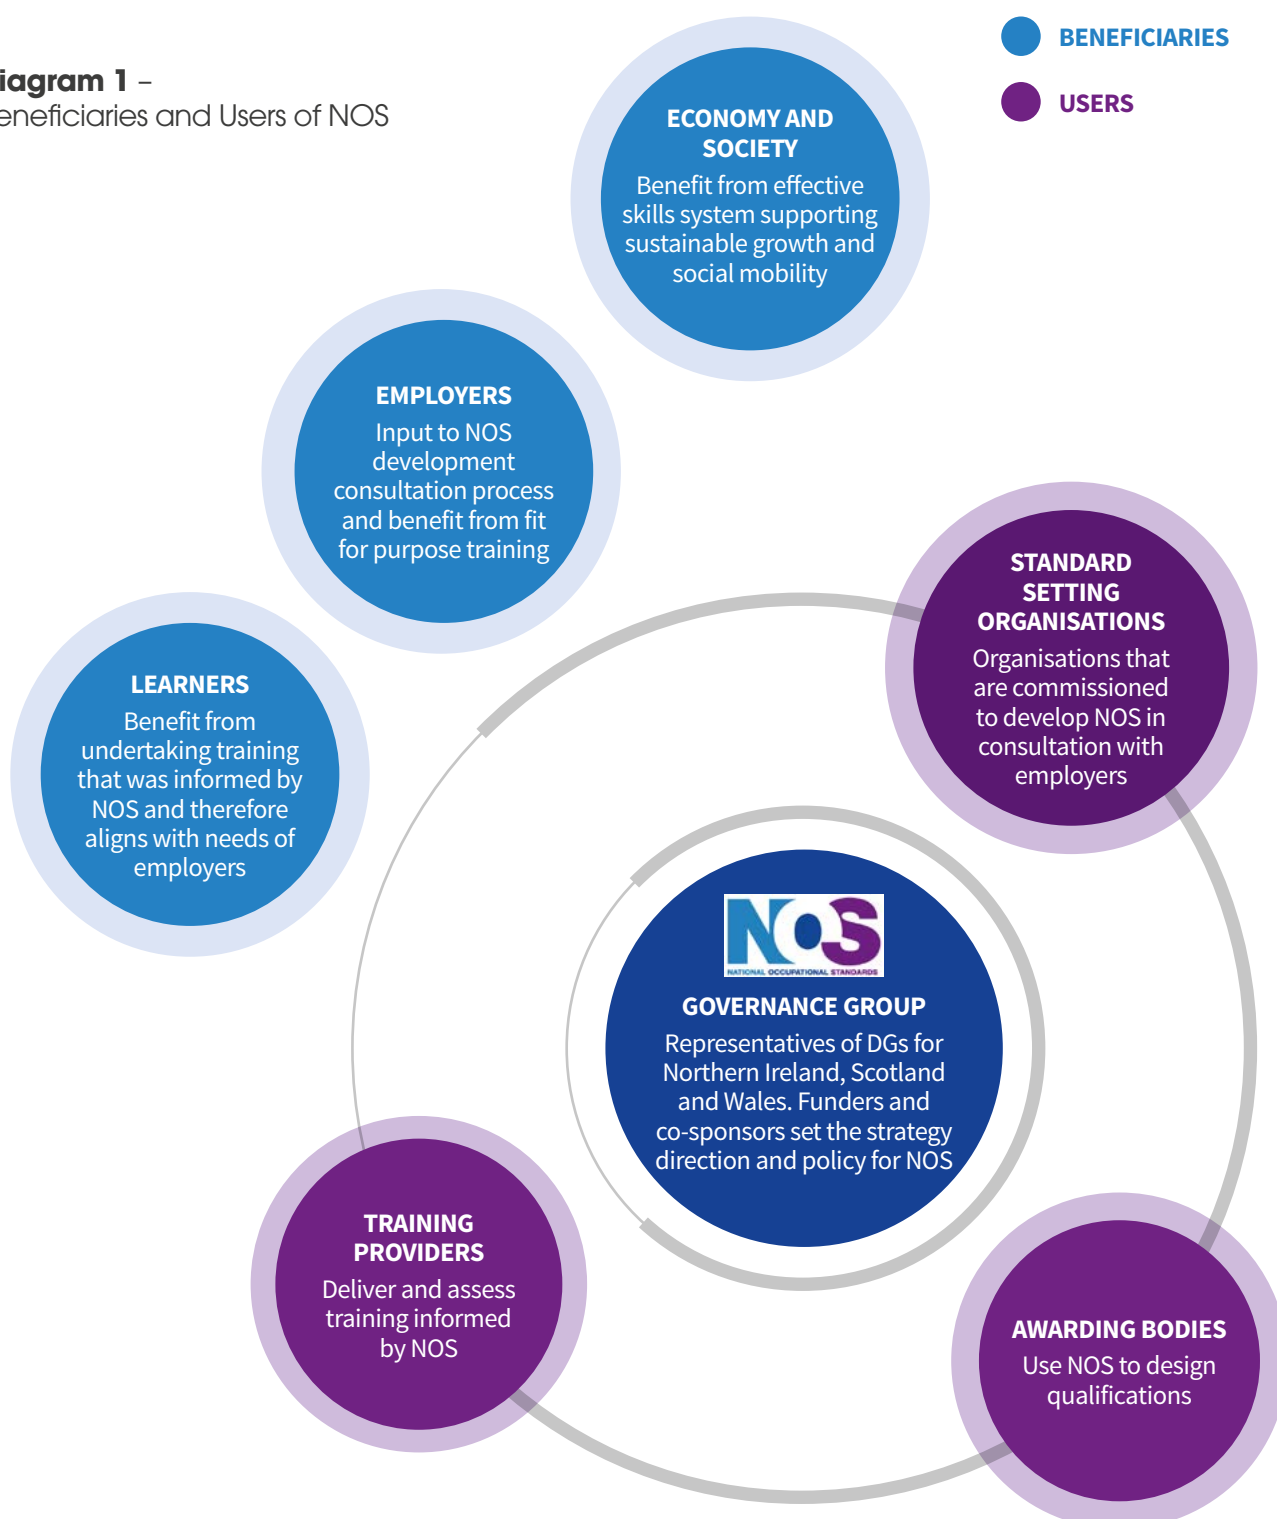 iagram 1 –
eneficiaries and Users of NOS
BENEFICIARIES
USERS
ECONOMY AND
SOCIETY
Benefit from effective
skills system supporting
sustainable growth and
social mobility
EMPLOYERS
Input to NOS
development
consultation process
and benefit from fit
for purpose training
STANDARD
SETTING
ORGANISATIONS
Organisations that
are commissioned
to develop NOS in
consultation with
employers
LEARNERS
Benefit from
undertaking training
that was informed by
NOS and therefore
aligns with needs of
employers
NOS
NATIONAL OCCUPATIONAL STANDARDS
GOVERNANCE GROUP
Representatives of DGs for
Northern Ireland, Scotland
and Wales. Funders and
co-sponsors set the strategy
direction and policy for NOS
TRAINING
PROVIDERS
Deliver and assess
training informed
by NOS
AWARDING BODIES
Use NOS to design
qualifications